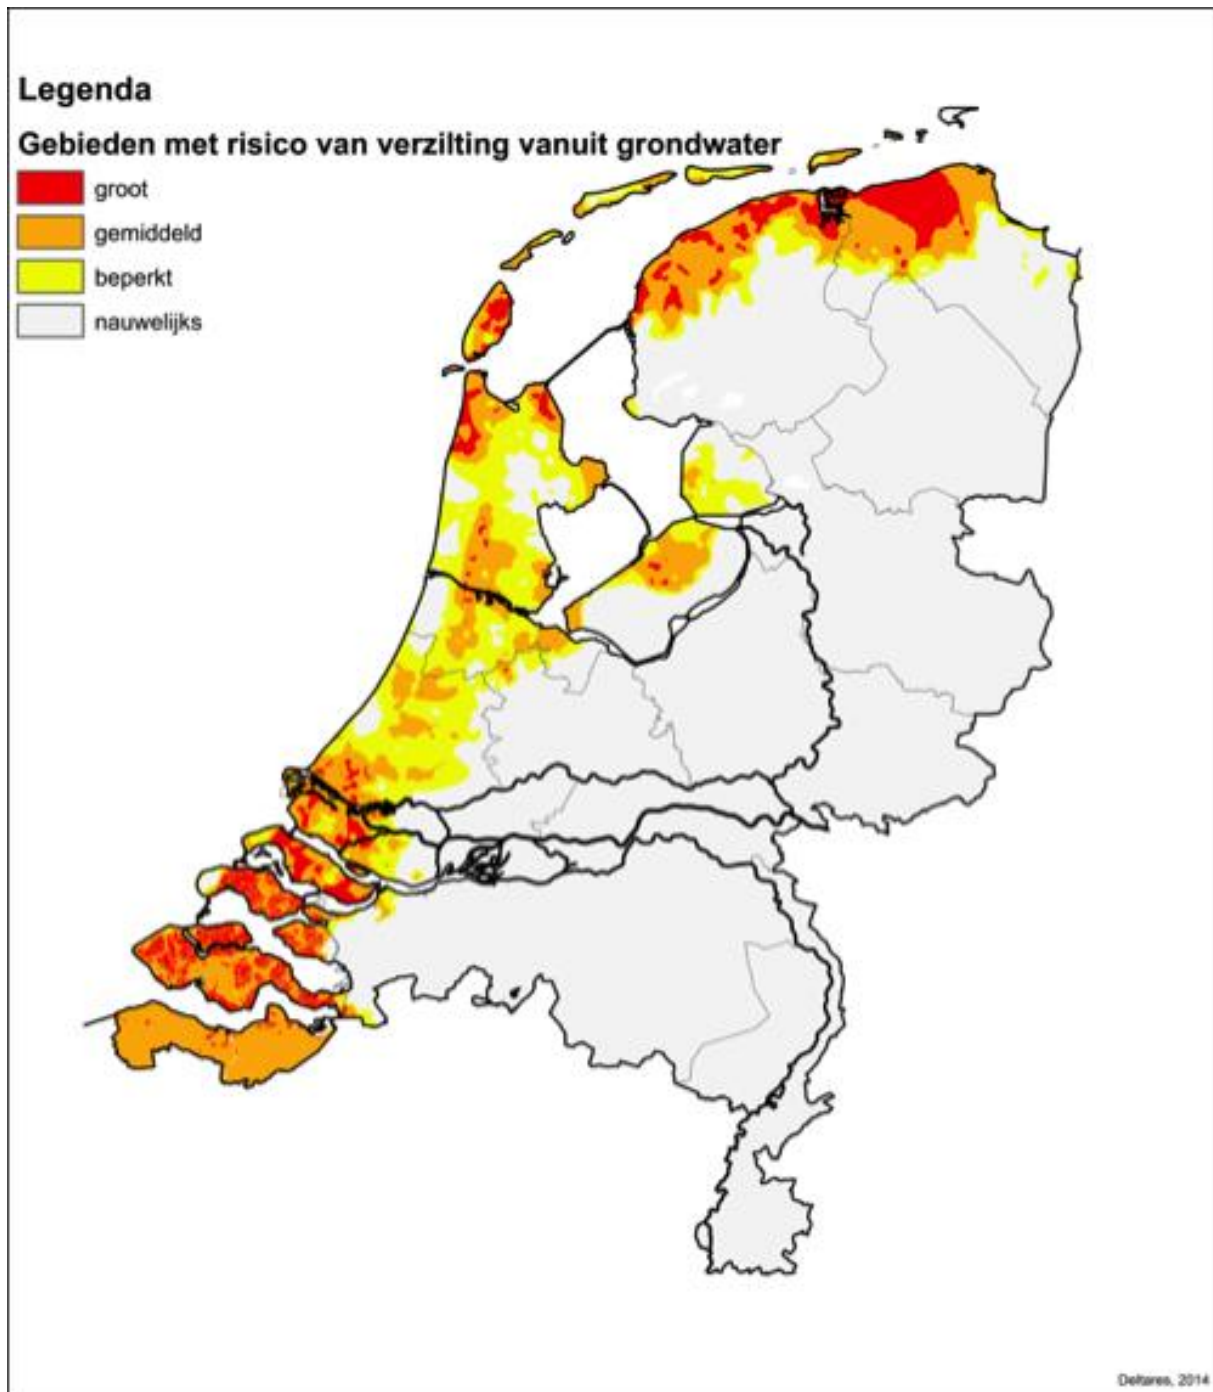 Legenda
Gebieden met risico van verzilting vanuit grondwater
groot
gemiddeld
beperkt
nauwelijks
Deltares, 2014